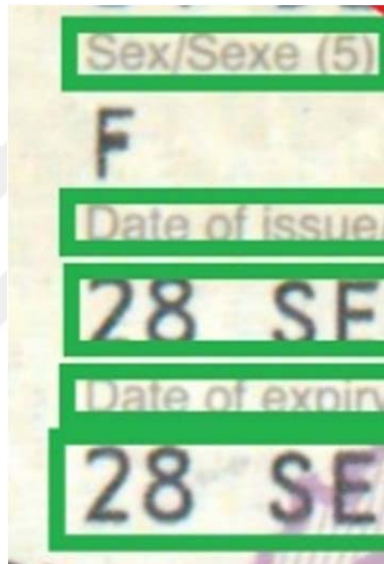 Sex/Sexe (5)
F
Date of issue/
28 SE
Date of expiry
28 SE